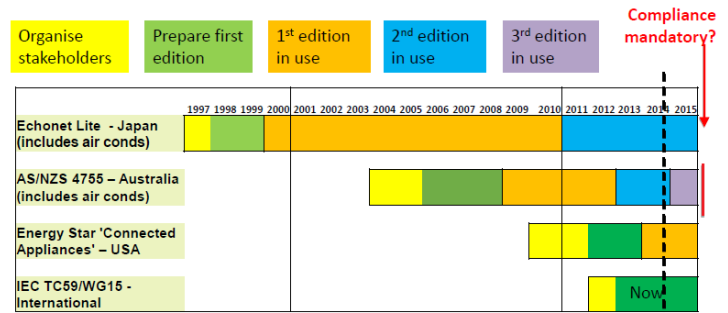 Compliance
mandatory?
Organise
stakeholders
Prepare first
edition
1st edition
in use
2nd edition
in use
3rd edition
in use
1997 1998 1999 2000 2001 2002 2003 2004 2005 2006 2007 2008 2009 2010 2011 2012 2013 2014 2015
Echonet Lite - Japan
(includes air conds)
AS/NZS 4755 – Australia
(includes air conds)
Energy Star 'Connected
Appliances' – USA
IEC TC59/WG15 -
International
Now